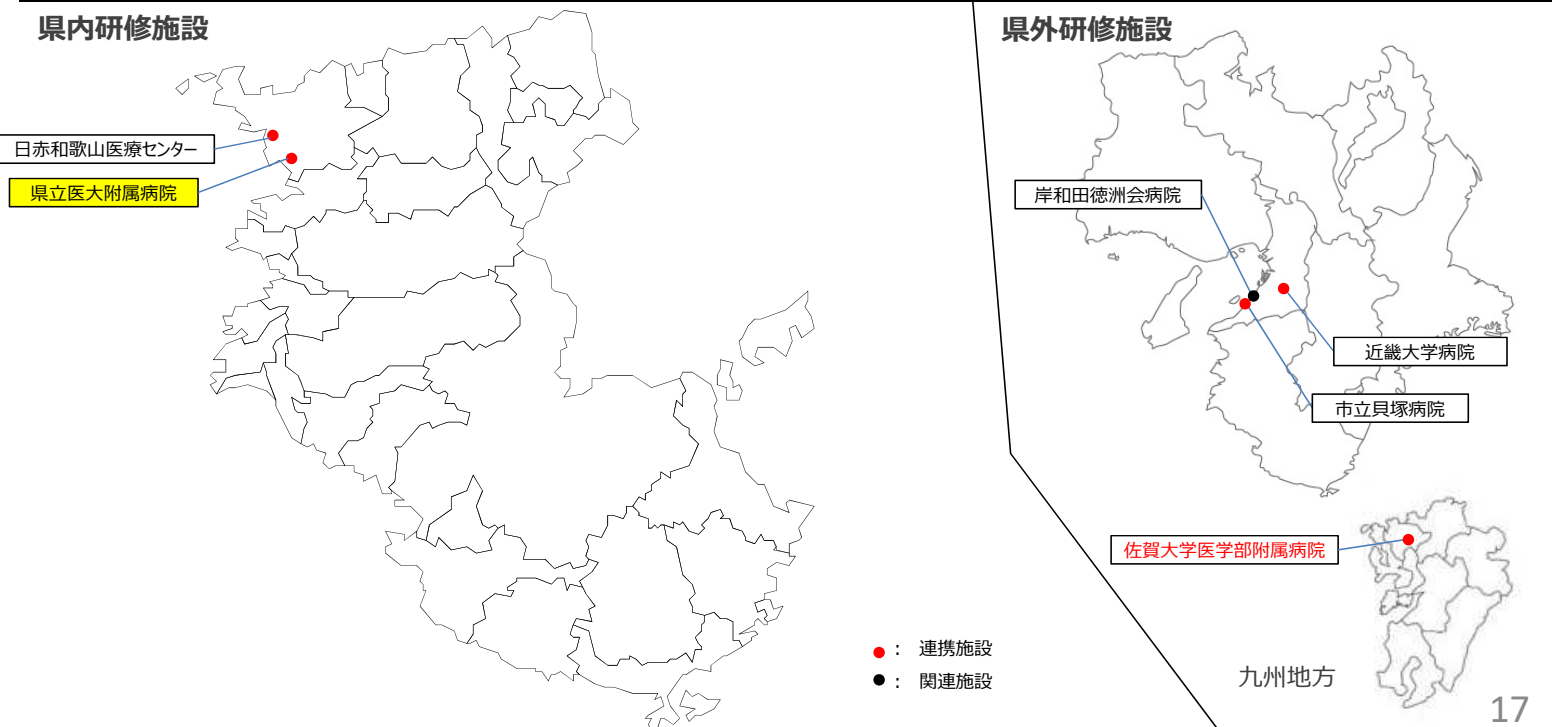 県内研修施設
日赤和歌山医療センター
県立医大附属病院
●： 連携施設
●： 関連施設
県外研修施設
岸和田徳洲会病院
近畿大学病院
市立貝塚病院
佐賀大学医学部附属病院
九州地方
17